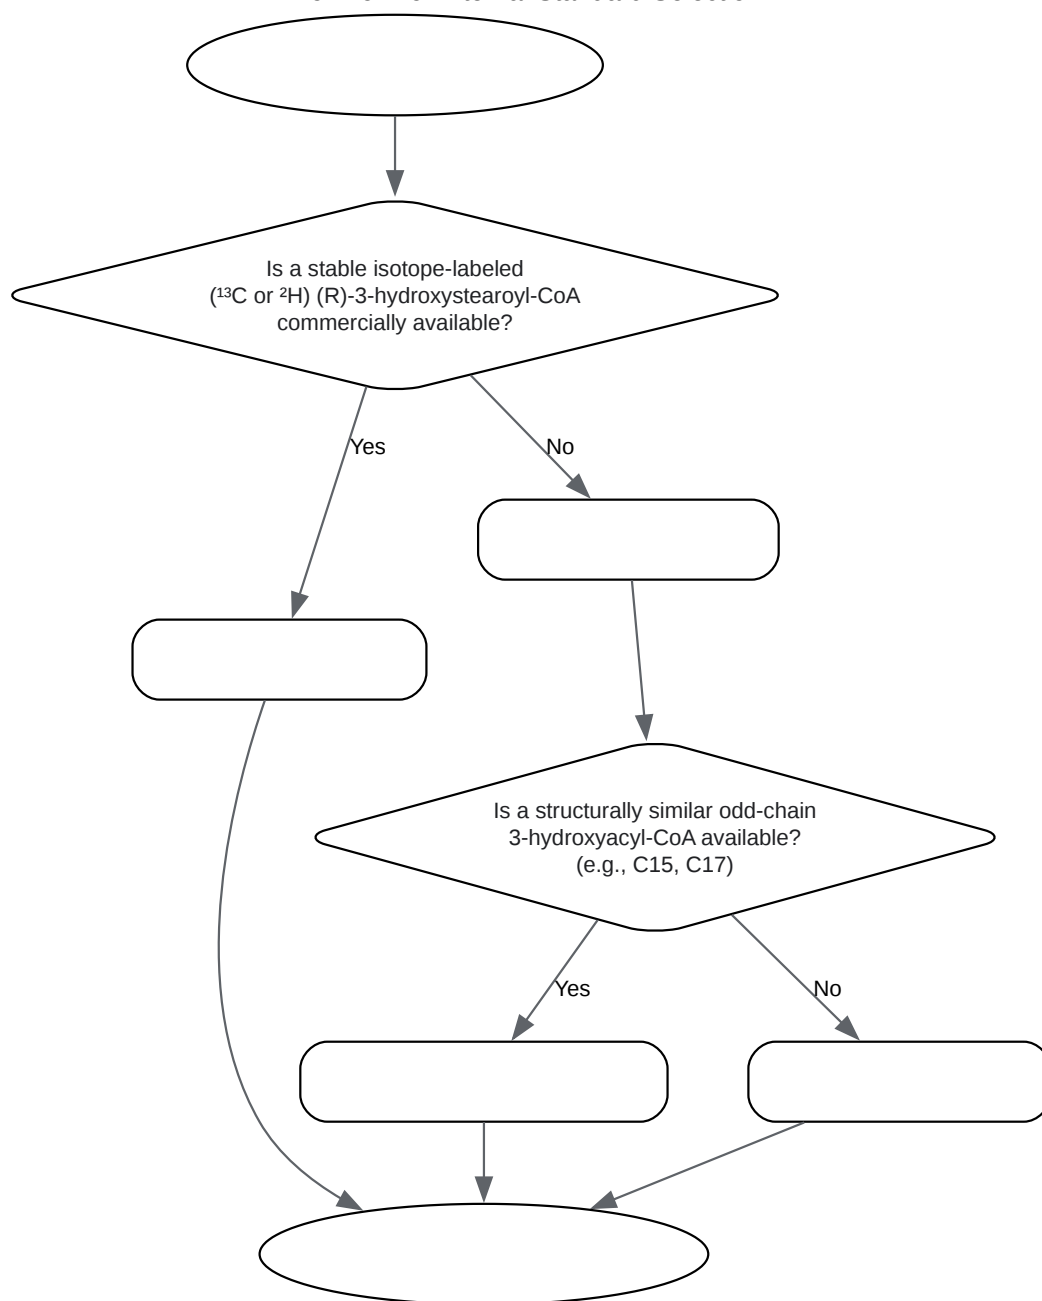 Is a stable isotope-labeled
(¹³C or ²H) (R)-3-hydroxystearoyl-CoA
commercially available?
Yes
No
Is a structurally similar odd-chain
3-hydroxyacyl-CoA available?
(e.g., C15, C17)
Yes
No